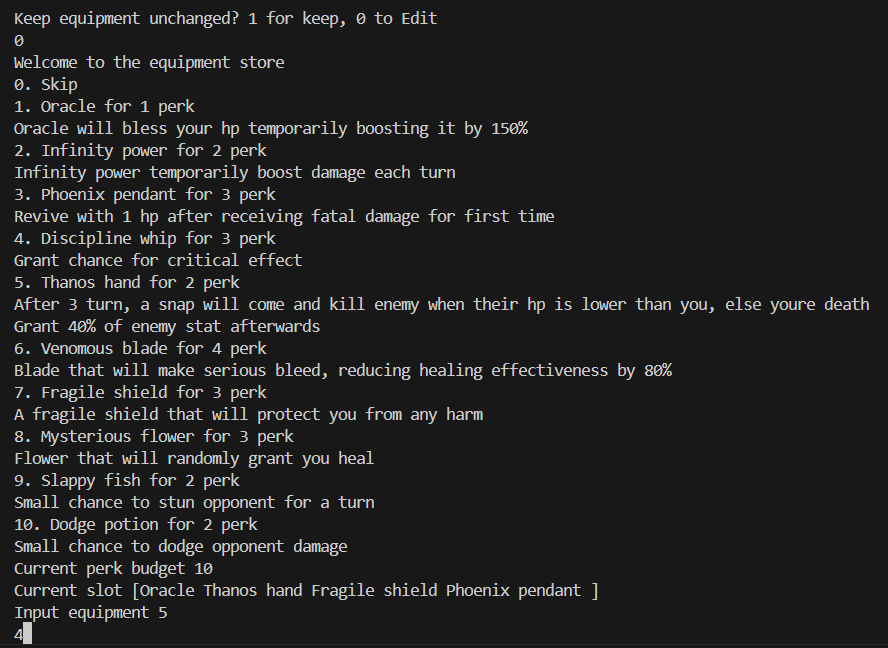 Keep equipment unchanged? 1 for keep, 0 to Edit
0
Welcome to the equipment store
0. Skip
1. Oracle for 1 perk
Oracle will bless your hp temporarily boosting it by 150%
2. Infinity power for 2 perk
Infinity power temporarily boost damage each turn
3. Phoenix pendant for 3 perk
Revive with 1 hp after receiving fatal damage for first time
4. Discipline whip for 3 perk
Grant chance for critical effect
5. Thanos hand for 2 perk
After 3 turn, a snap will come and kill enemy when their hp is lower than you, else youre death
Grant 40% of enemy stat afterwards
6. Venomous blade for 4 perk
Blade that will make serious bleed, reducing healing effectiveness by 80%
7. Fragile shield for 3 perk
A fragile shield that will protect you from any harm
8. Mysterious flower for 3 perk
Flower that will randomly grant you heal
9. Slappy fish for 2 perk
Small chance to stun opponent for a turn
10. Dodge potion for 2 perk
Small chance to dodge opponent damage
Current perk budget 10
Current slot [Oracle Thanos hand Fragile shield Phoenix pendant ]
Input equipment 5
4